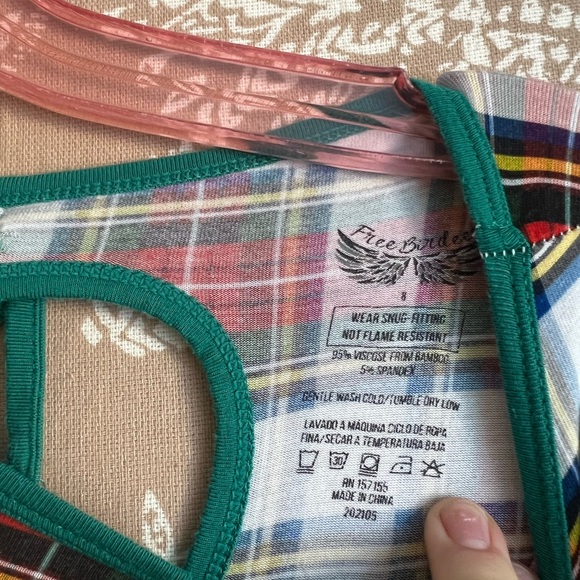 Free Birdees
8
WEAR SNUG-FITTING
NOT FLAME RESISTANT
95% VISCOSE FROM BAMBOO
5% SPANDEX
GENTLE WASH COLD/TUMBLE DRY LOW
LAVADO A MÁQUINA CICLO DE ROPA
FINA/SECAR A TEMPERATURA BAJA
30
RN 157155
MADE IN CHINA
202105